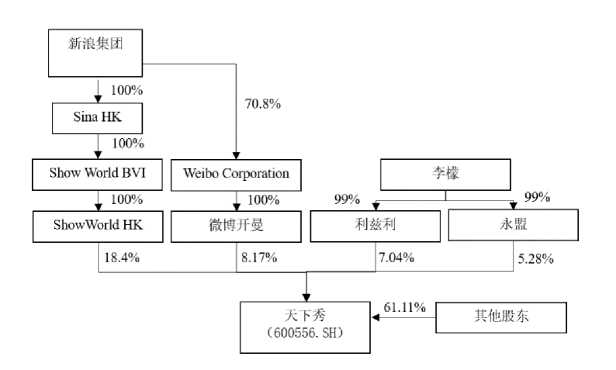 新浪集团
100%
70.8%
Sina HK
100%
Show World BVI
Weibo Corporation
李檬
100%
100%
99%
99%
ShowWorld HK
微博开曼
利兹利
永盟
18.4%
8.17%
7.04%
5.28%
天下秀
（600556.SH）
61.11%
其他股东